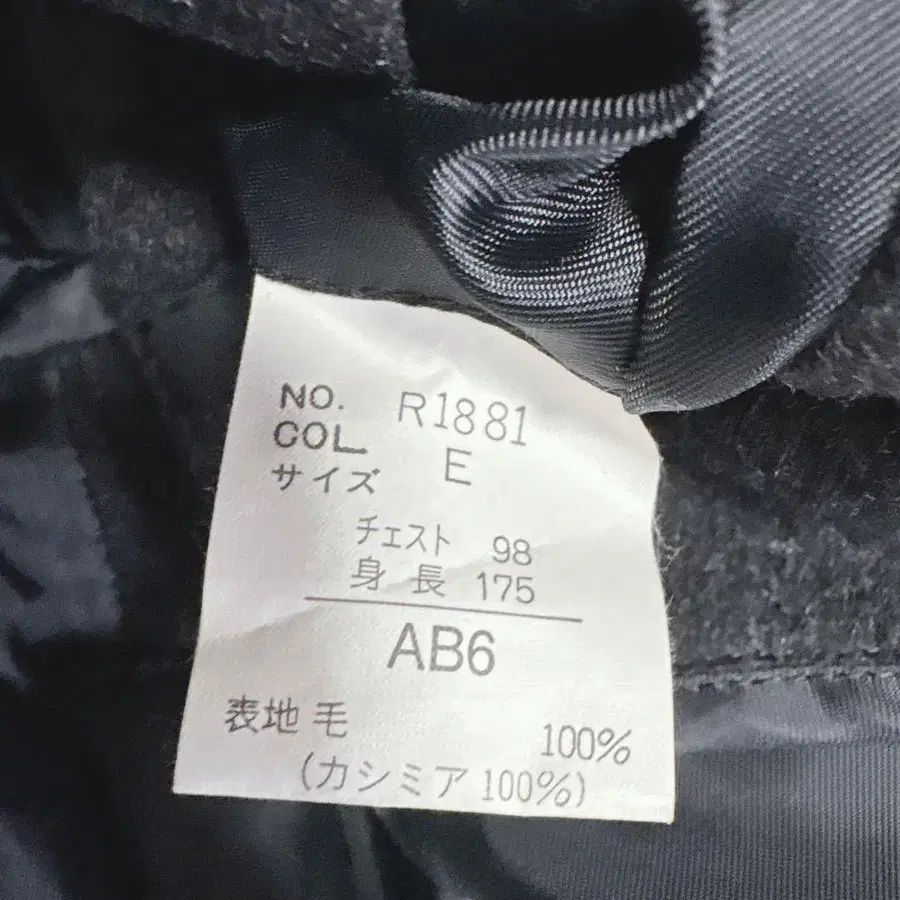 NO. R1881
COL E
サイズ
チェスト 98
身長 175
AB6
表地 毛 100%
(カシミア 100%)